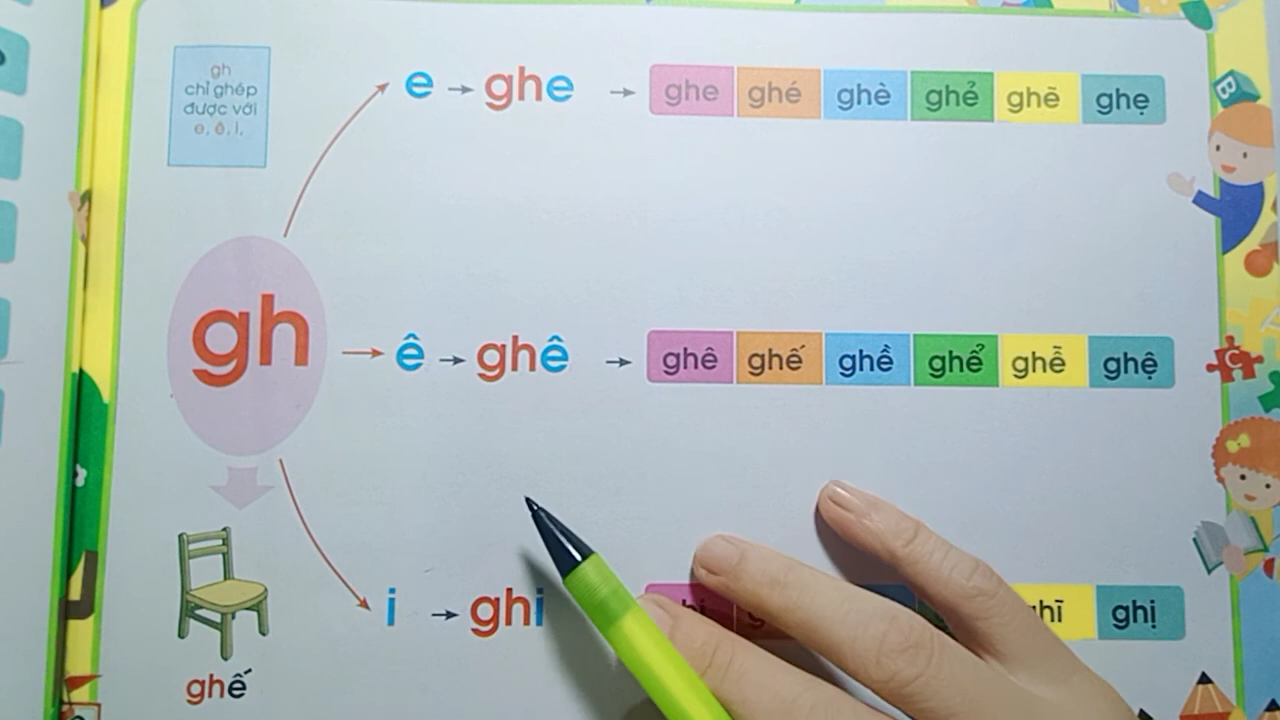 gh
chỉ ghép
được với
e, ê, i,
e → ghe → ghe ghé ghè ghẻ ghẽ ghẹ
gh
ê → ghê → ghê ghế ghề ghể ghễ ghệ
i → ghi ghị
ghế
B
C